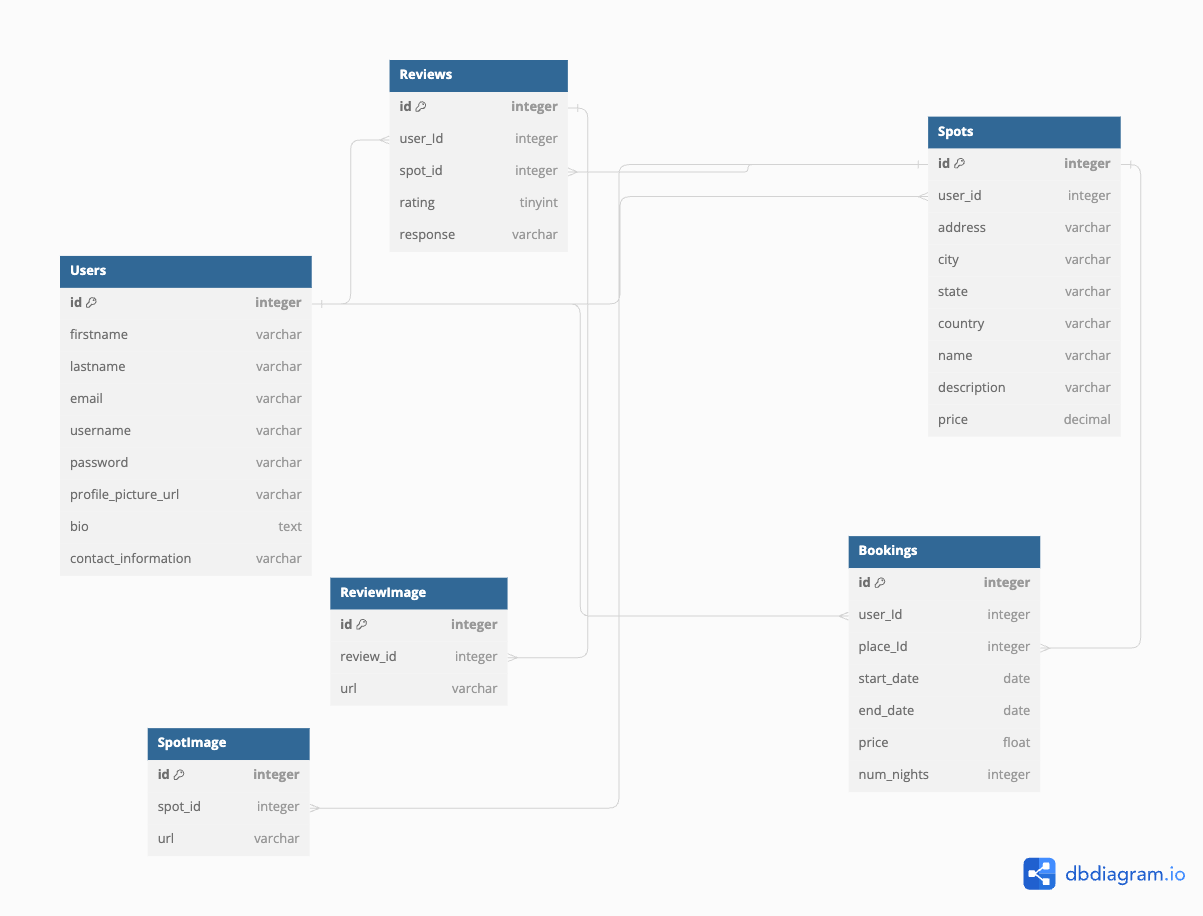 Reviews
id integer
user_Id integer
spot_id integer
rating tinyint
response varchar
Spots
id integer
user_id integer
address varchar
city varchar
state varchar
country varchar
name varchar
description varchar
price decimal
Users
id integer
firstname varchar
lastname varchar
email varchar
username varchar
password varchar
profile_picture_url varchar
bio text
contact_information varchar
Bookings
id integer
user_Id integer
place_Id integer
start_date date
end_date date
price float
num_nights integer
ReviewImage
id integer
review_id integer
url varchar
SpotImage
id integer
spot_id integer
url varchar
dbdiagram.io